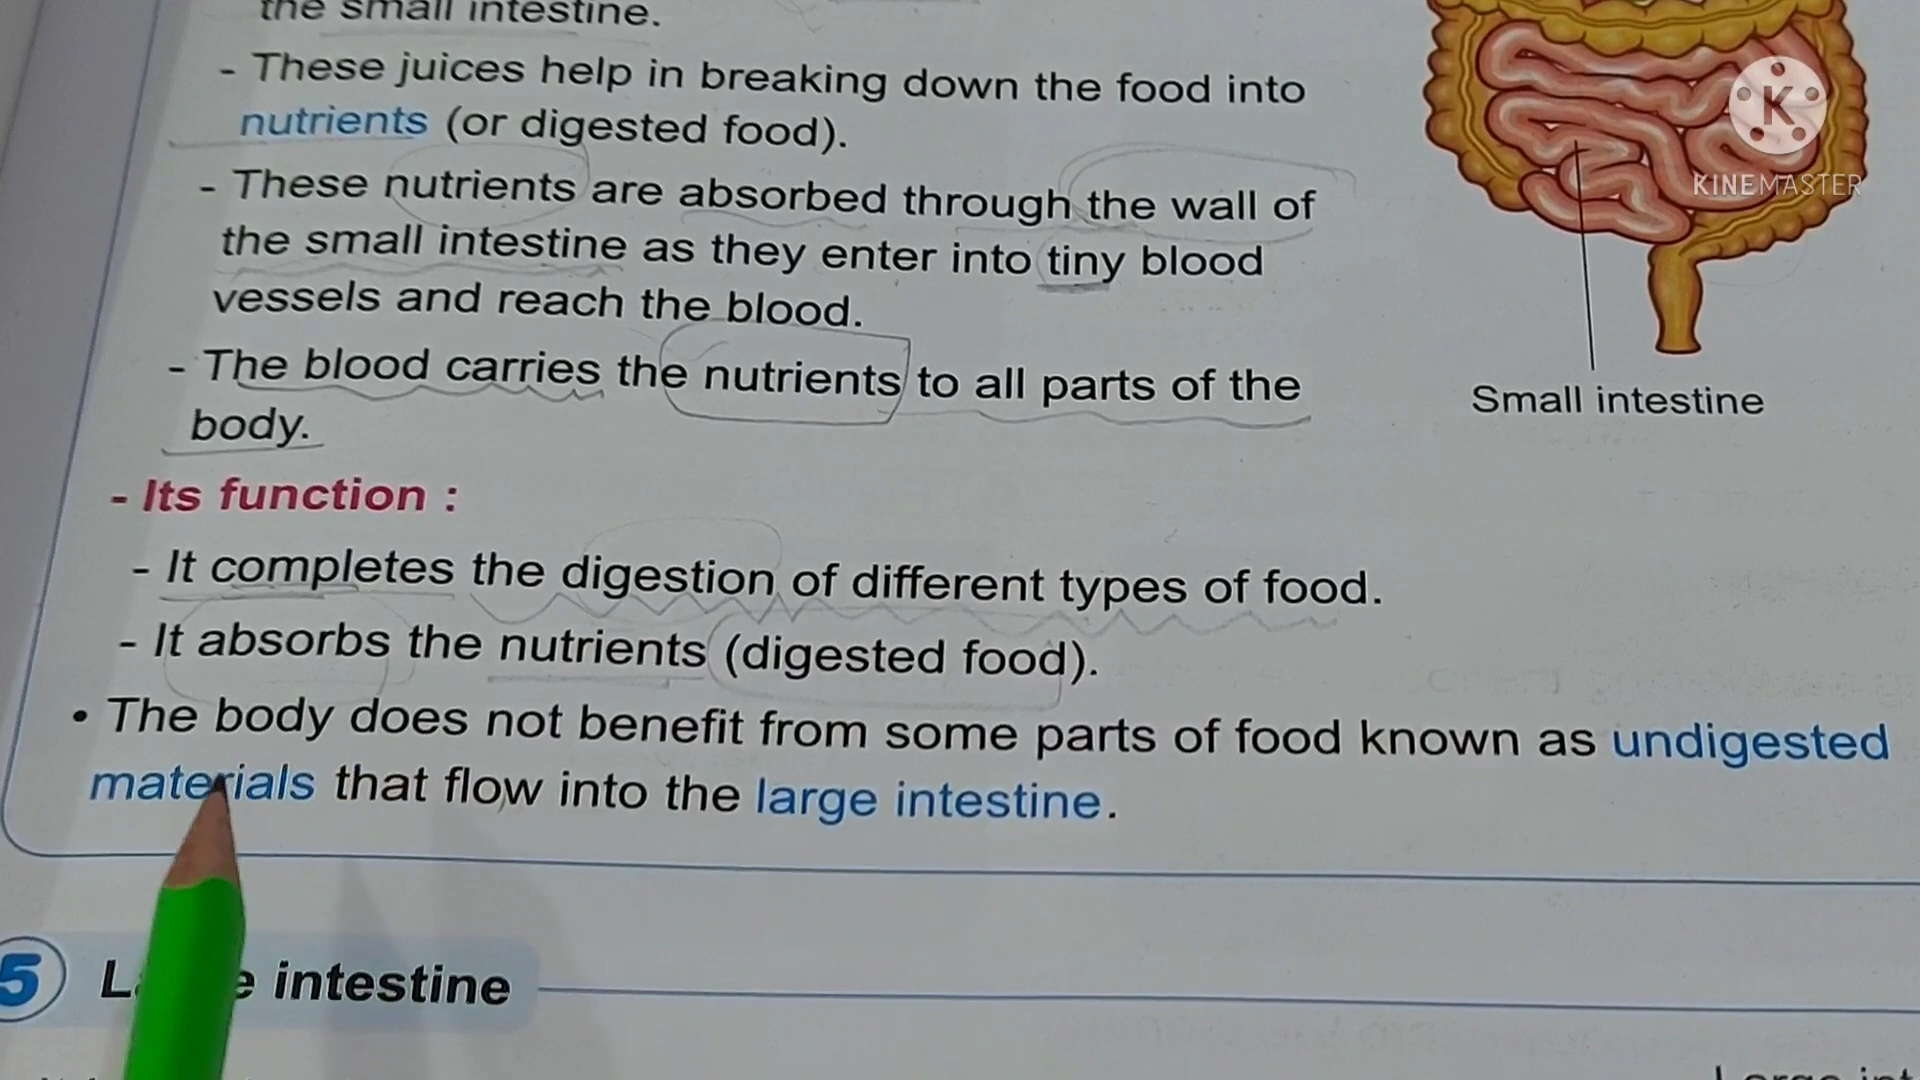 the small intestine.
- These juices help in breaking down the food into
nutrients (or digested food).
- These nutrients are absorbed through the wall of
the small intestine as they enter into tiny blood
vessels and reach the blood.
- The blood carries the nutrients to all parts of the
body.
K
KINEMASTER
Small intestine
- Its function :
- It completes the digestion of different types of food.
- It absorbs the nutrients (digested food).
• The body does not benefit from some parts of food known as undigested
materials that flow into the large intestine.
5 intestine